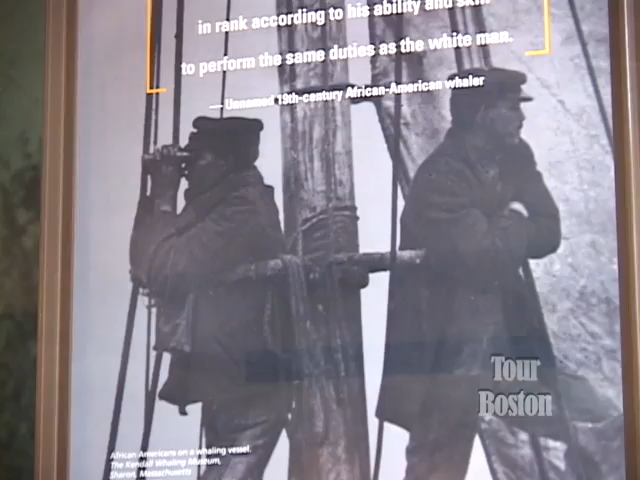 in rank according to his ability and skill
to perform the same duties as the white man.
— Unnamed 19th-century African-American whaler
Tour
Boston
African Americans on a whaling vessel.
The Kendall Whaling Museum,
Sharon, Massachusetts